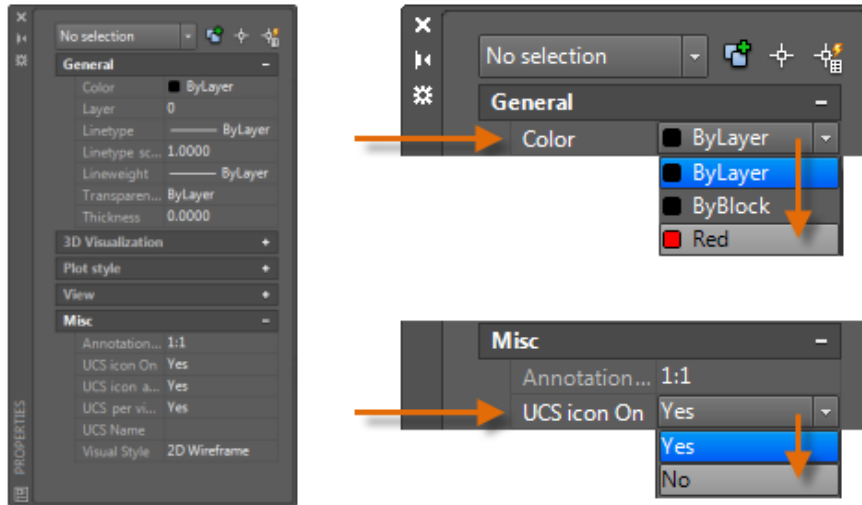 No selection
General
Color ByLayer
Layer 0
Linetype ByLayer
Linetype sc... 1.0000
Lineweight ByLayer
Transparen... ByLayer
Thickness 0.0000
3D Visualization
Plot style
View
Misc
Annotation... 1:1
UCS icon On Yes
UCS icon a... Yes
UCS per vi... Yes
UCS Name
Visual Style 2D Wireframe
PROPERTIES
No selection
General
Color ByLayer
ByLayer
ByBlock
Red
Misc
Annotation... 1:1
UCS icon On Yes
Yes
No